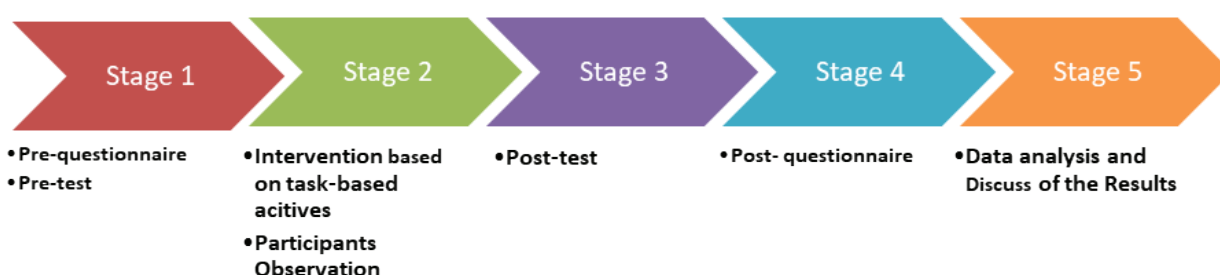 Stage 1
Stage 2
Stage 3
Stage 4
Stage 5
•Pre-questionnaire
•Pre-test
•Intervention based
on task-based
acitives
•Participants
Observation
•Post-test
•Post- questionnaire
•Data analysis and
Discuss of the Results